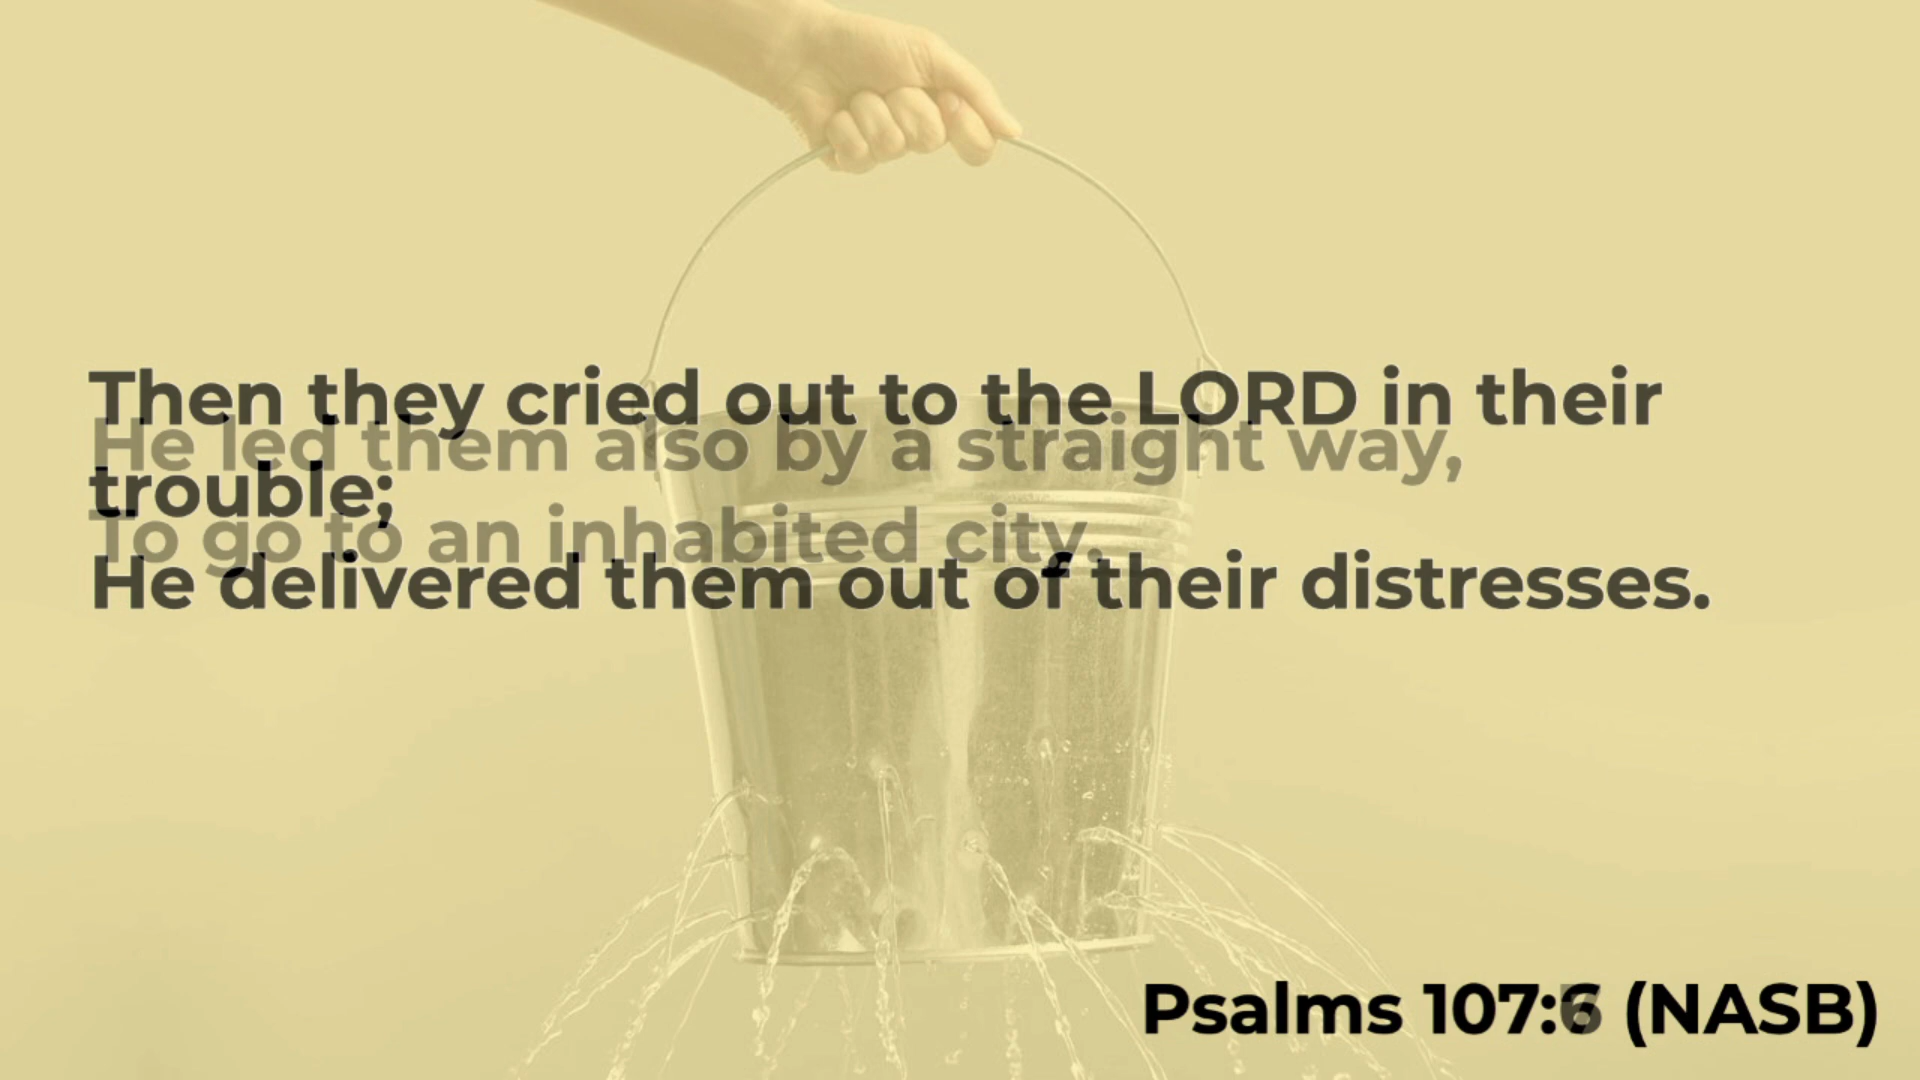 Then they cried out to the LORD in their
He led them also by a straight way,
trouble;
To go to an inhabited city.
He delivered them out of their distresses.
Psalms 107:6 (NASB)